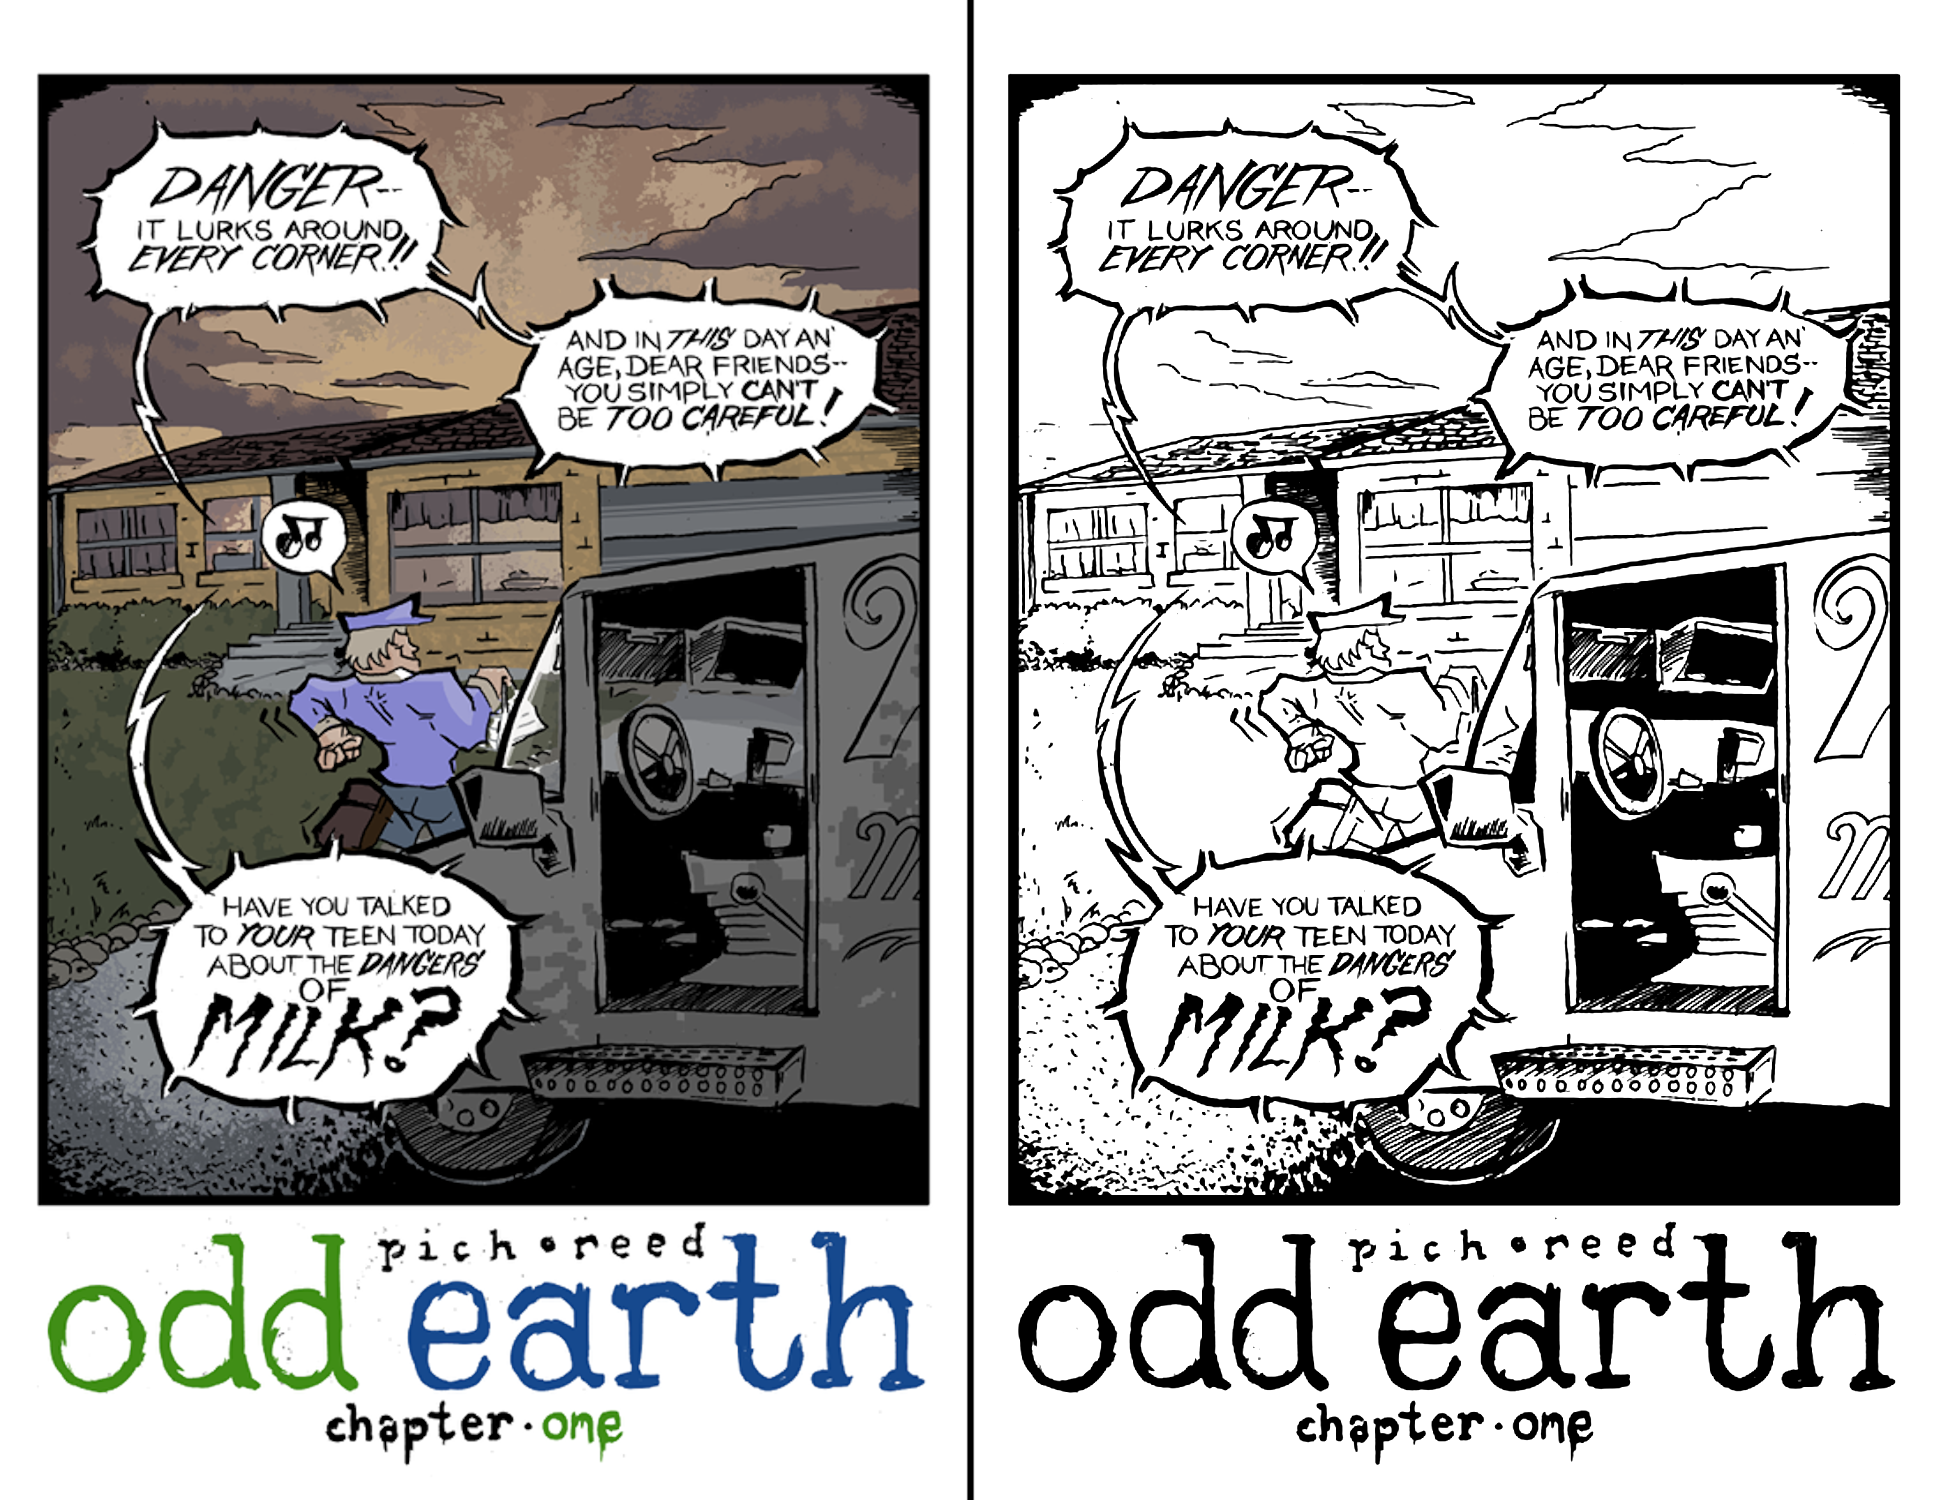 DANGER--
IT LURKS AROUND
EVERY CORNER!!
AND IN THIS DAY AN'
AGE, DEAR FRIENDS--
YOU SIMPLY CAN'T
BE TOO CAREFUL!
HAVE YOU TALKED
TO YOUR TEEN TODAY
ABOUT THE DANGERS
OF
MILK?
pich•reed
odd earth
chapter·one
DANGER--
IT LURKS AROUND
EVERY CORNER!!
AND IN THIS DAY AN'
AGE, DEAR FRIENDS--
YOU SIMPLY CAN'T
BE TOO CAREFUL!
HAVE YOU TALKED
TO YOUR TEEN TODAY
ABOUT THE DANGERS
OF
MILK?
pich•reed
odd earth
chapter·one